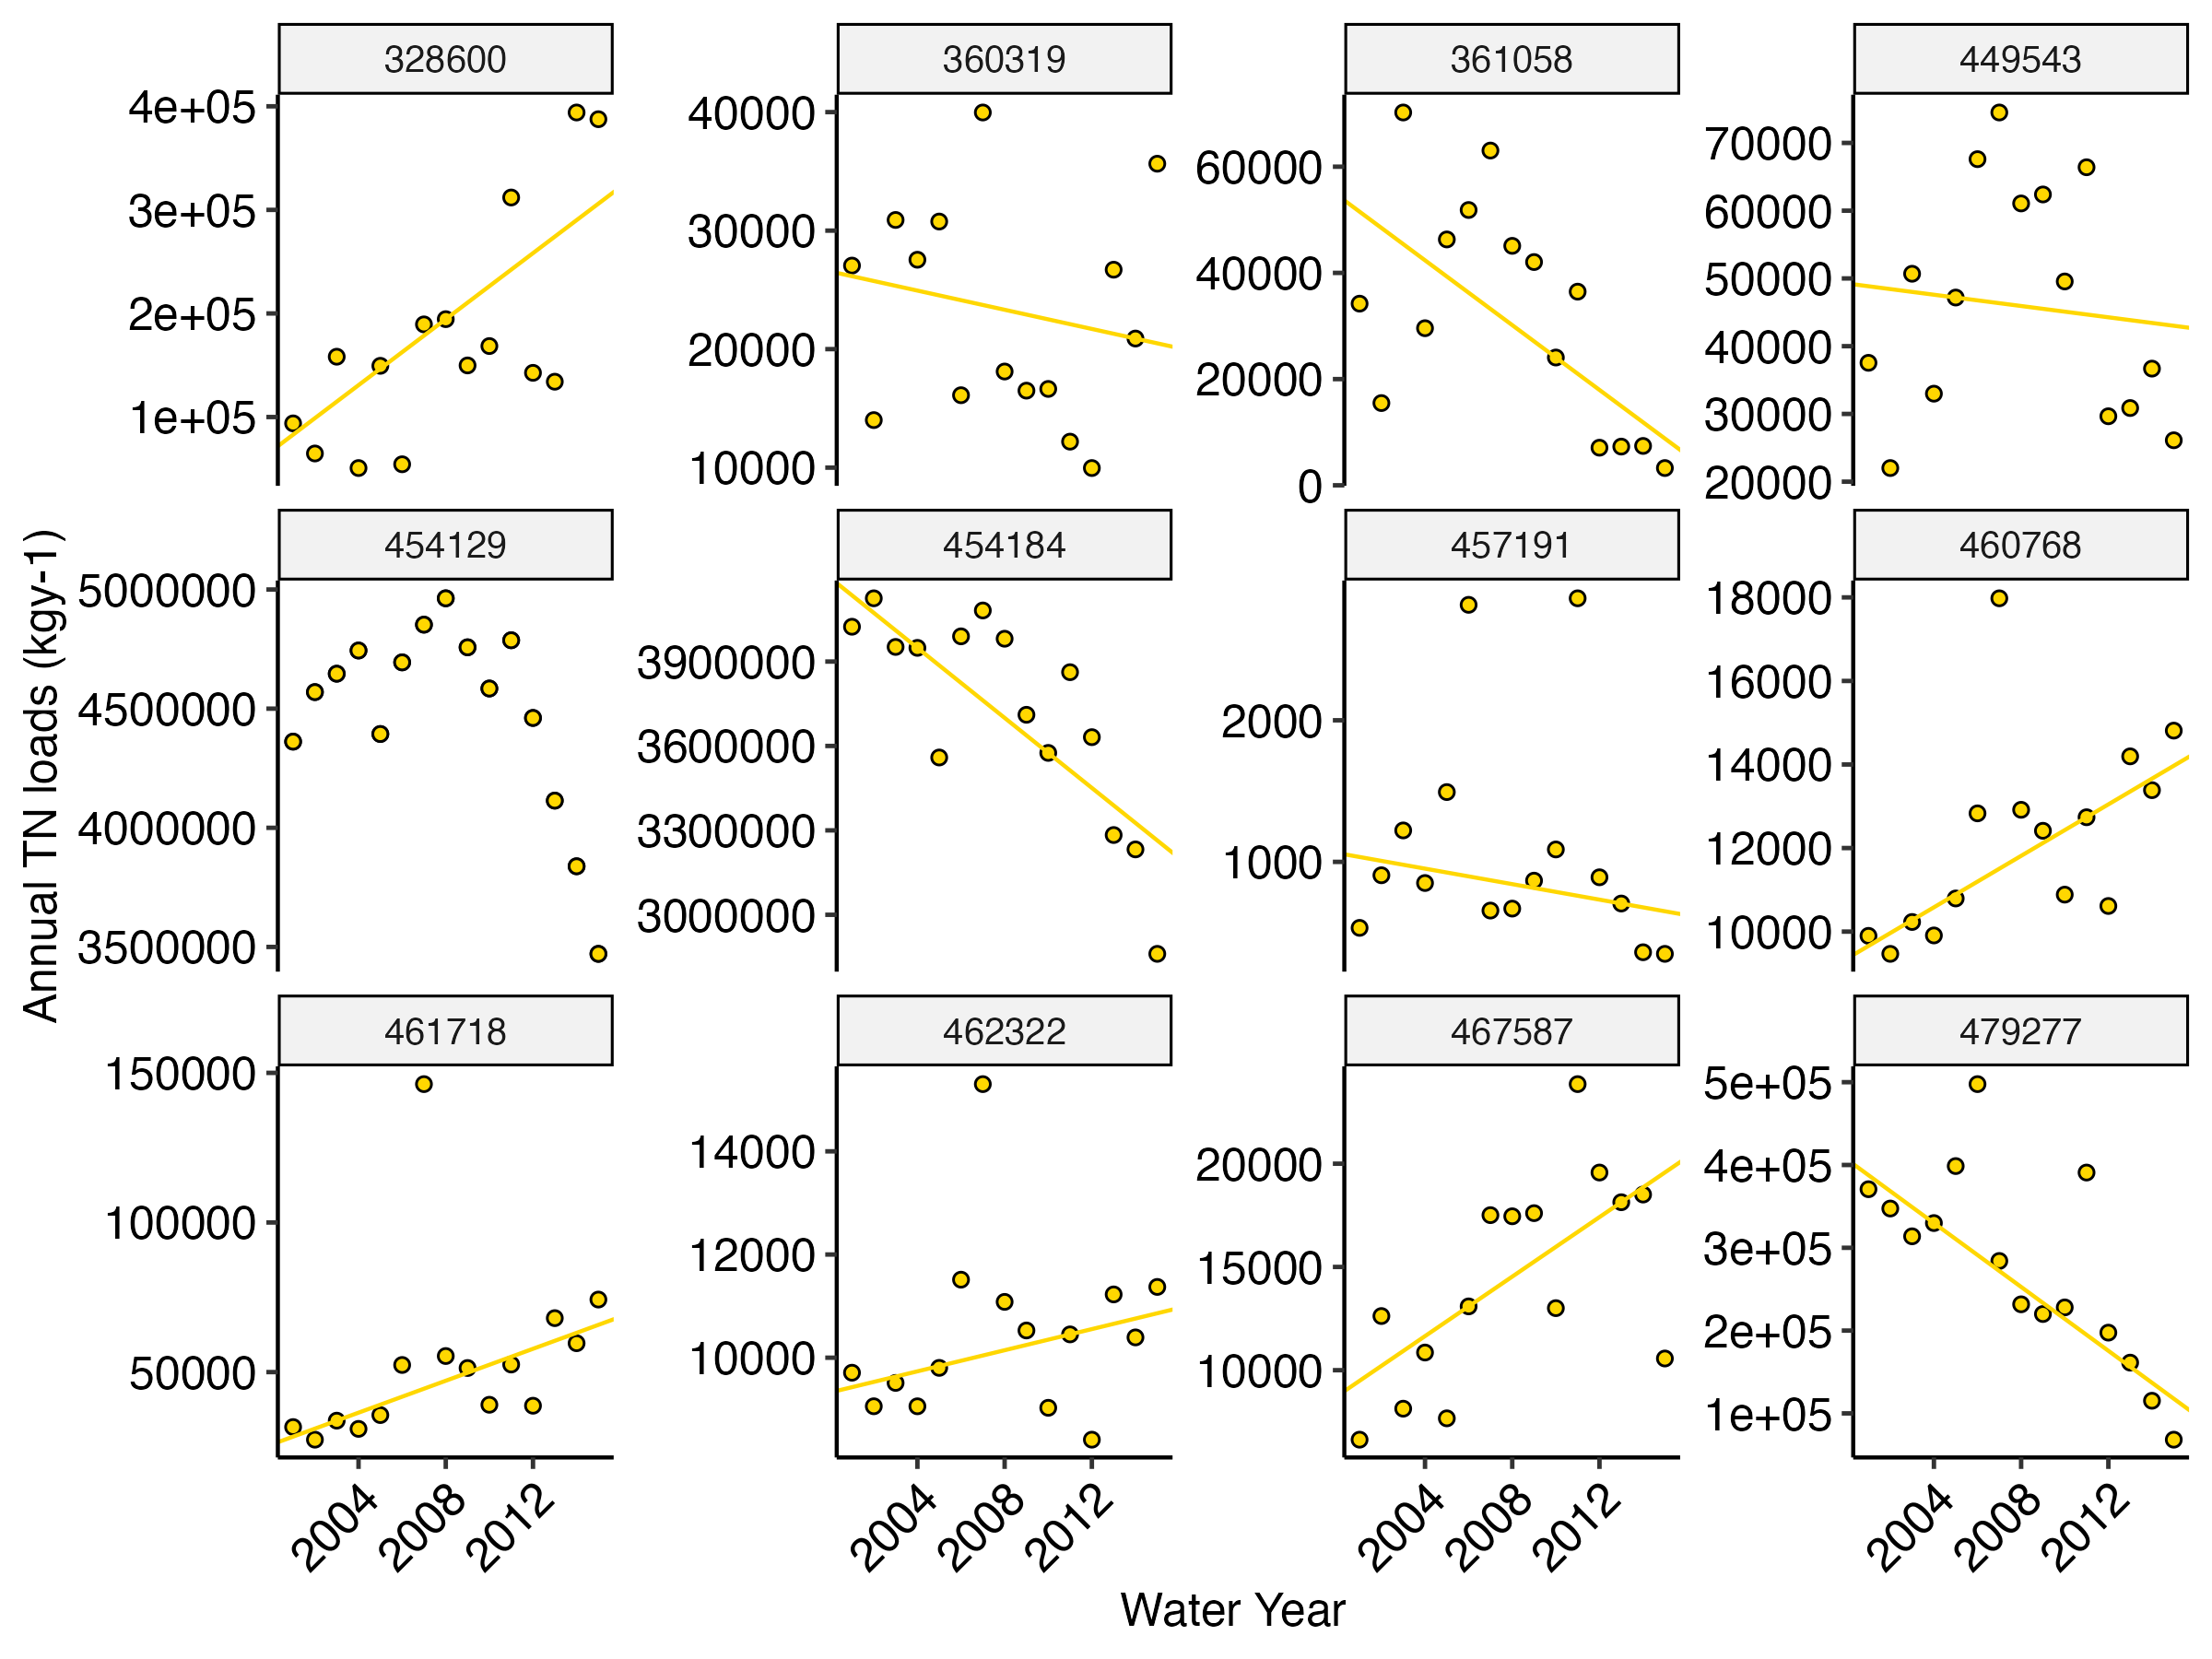 328600 360319 361058 449543
4e+05 3e+05 2e+05 1e+05
40000 30000 20000 10000
60000 40000 20000 0
70000 60000 50000 40000 30000 20000
454129 454184 457191 460768
5000000 4500000 4000000 3500000
3900000 3600000 3300000 3000000
2000 1000
18000 16000 14000 12000 10000
461718 462322 467587 479277
150000 100000 50000
14000 12000 10000
20000 15000 10000
5e+05 4e+05 3e+05 2e+05 1e+05
2004 2008 2012 2004 2008 2012 2004 2008 2012 2004 2008 2012
Annual TN loads (kgy-1)
Water Year